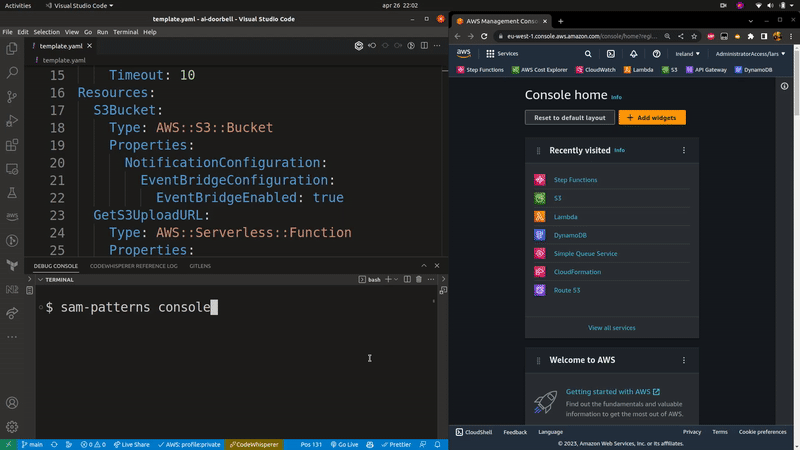 Activities
Visual Studio Code
apr 26 22:02
template.yaml - ai-doorbell - Visual Studio Code
File Edit Selection View Go Run Terminal Help
template.yaml
template.yaml
15 Timeout: 10
16 Resources:
17 S3Bucket:
18 Type: AWS::S3::Bucket
19 Properties:
20 NotificationConfiguration:
21 EventBridgeConfiguration:
22 EventBridgeEnabled: true
23 GetS3UploadURL:
24 Type: AWS::Serverless::Function
25 Properties:
DEBUG CONSOLE CODEWHISPERER REFERENCE LOG GITLENS
TERMINAL
bash
$ sam-patterns console
main
0 0
Live Share
AWS: profile:private
CodeWhisperer
Pos 131
Go Live
Prettier
AWS Management Conso
eu-west-1.console.aws.amazon.com/console/home?regi
aws
Services
Ireland
AdministratorAccess/lars
Step Functions AWS Cost Explorer CloudWatch Lambda S3 API Gateway DynamoDB
Console home Info
Reset to default layout
+ Add widgets
Recently visited Info
Step Functions
S3
Lambda
DynamoDB
Simple Queue Service
CloudFormation
Route 53
View all services
Welcome to AWS
Getting started with AWS
Find out the fundamentals and valuable
information to get the most out of AWS.
CloudShell Feedback Language Privacy Terms Cookie preferences
© 2023, Amazon Web Services, Inc. or its affiliates.